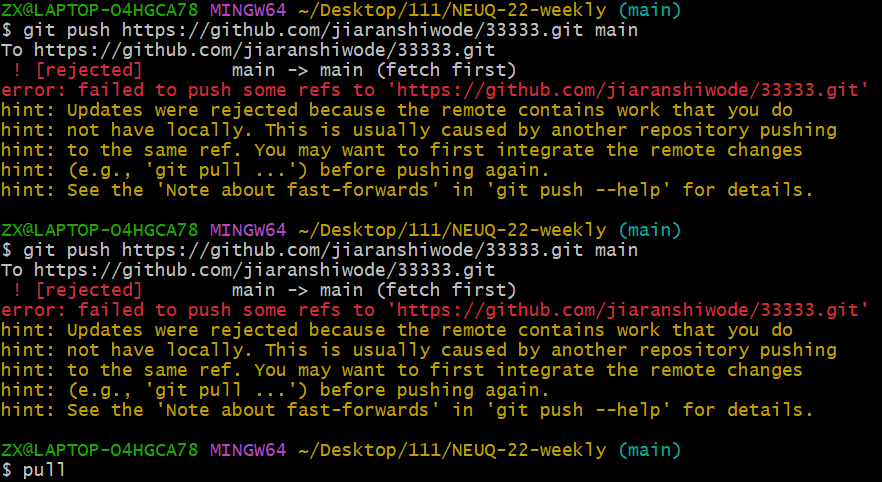 ZX@LAPTOP-O4HGCA78 MINGW64 ~/Desktop/111/NEUQ-22-weekly (main)
$ git push https://github.com/jiaranshiwode/33333.git main
To https://github.com/jiaranshiwode/33333.git
 ! [rejected]        main -> main (fetch first)
error: failed to push some refs to 'https://github.com/jiaranshiwode/33333.git'
hint: Updates were rejected because the remote contains work that you do
hint: not have locally. This is usually caused by another repository pushing
hint: to the same ref. You may want to first integrate the remote changes
hint: (e.g., 'git pull ...') before pushing again.
hint: See the 'Note about fast-forwards' in 'git push --help' for details.

ZX@LAPTOP-O4HGCA78 MINGW64 ~/Desktop/111/NEUQ-22-weekly (main)
$ git push https://github.com/jiaranshiwode/33333.git main
To https://github.com/jiaranshiwode/33333.git
 ! [rejected]        main -> main (fetch first)
error: failed to push some refs to 'https://github.com/jiaranshiwode/33333.git'
hint: Updates were rejected because the remote contains work that you do
hint: not have locally. This is usually caused by another repository pushing
hint: to the same ref. You may want to first integrate the remote changes
hint: (e.g., 'git pull ...') before pushing again.
hint: See the 'Note about fast-forwards' in 'git push --help' for details.

ZX@LAPTOP-O4HGCA78 MINGW64 ~/Desktop/111/NEUQ-22-weekly (main)
$ pull